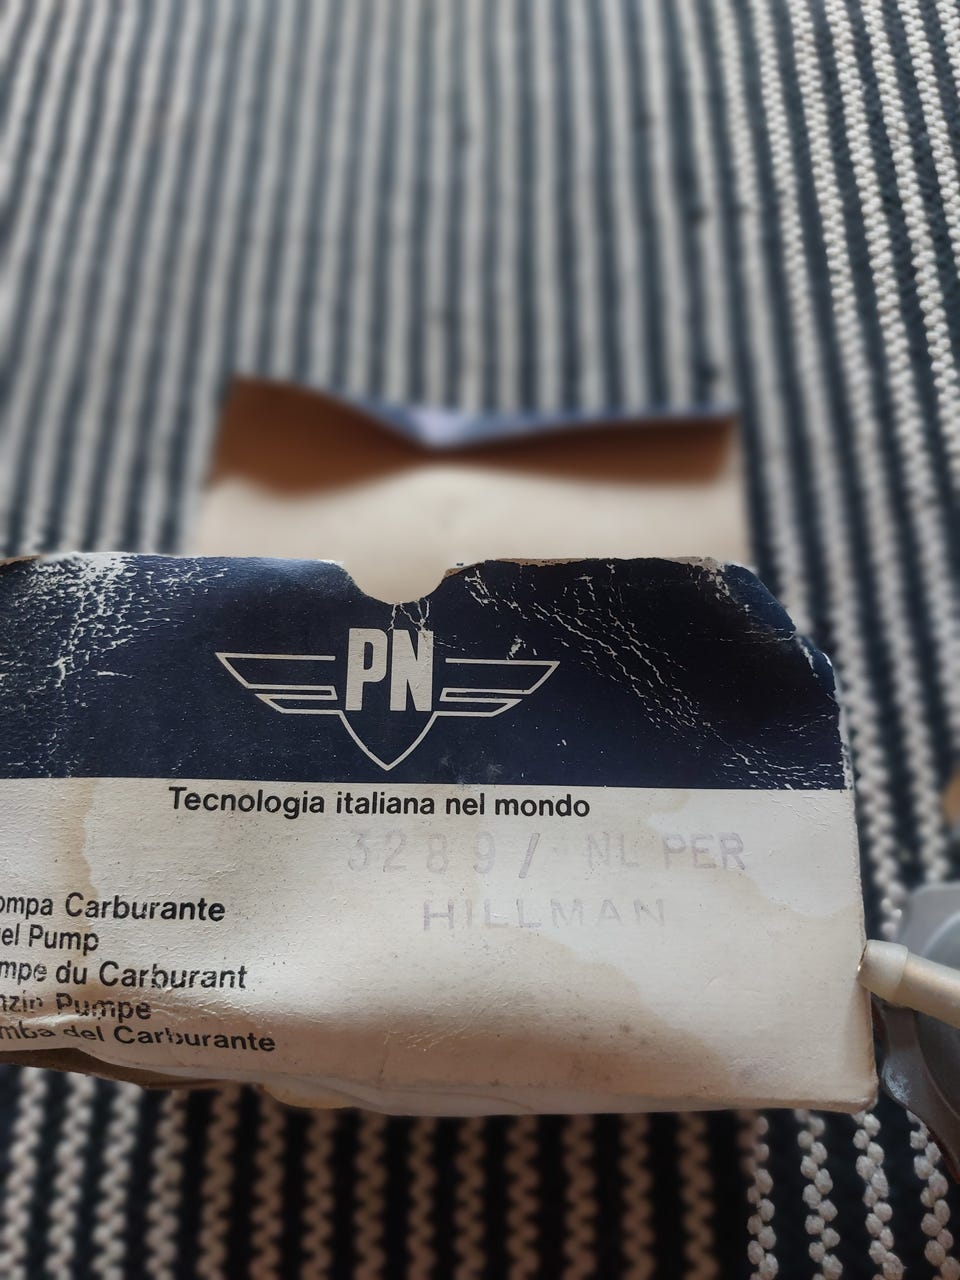 PN
Tecnologia italiana nel mondo
3289/ NL PER
HILLMAN
ompa Carburante
el Pump
mpe du Carburant
nzin Pumpe
mba del Carburante